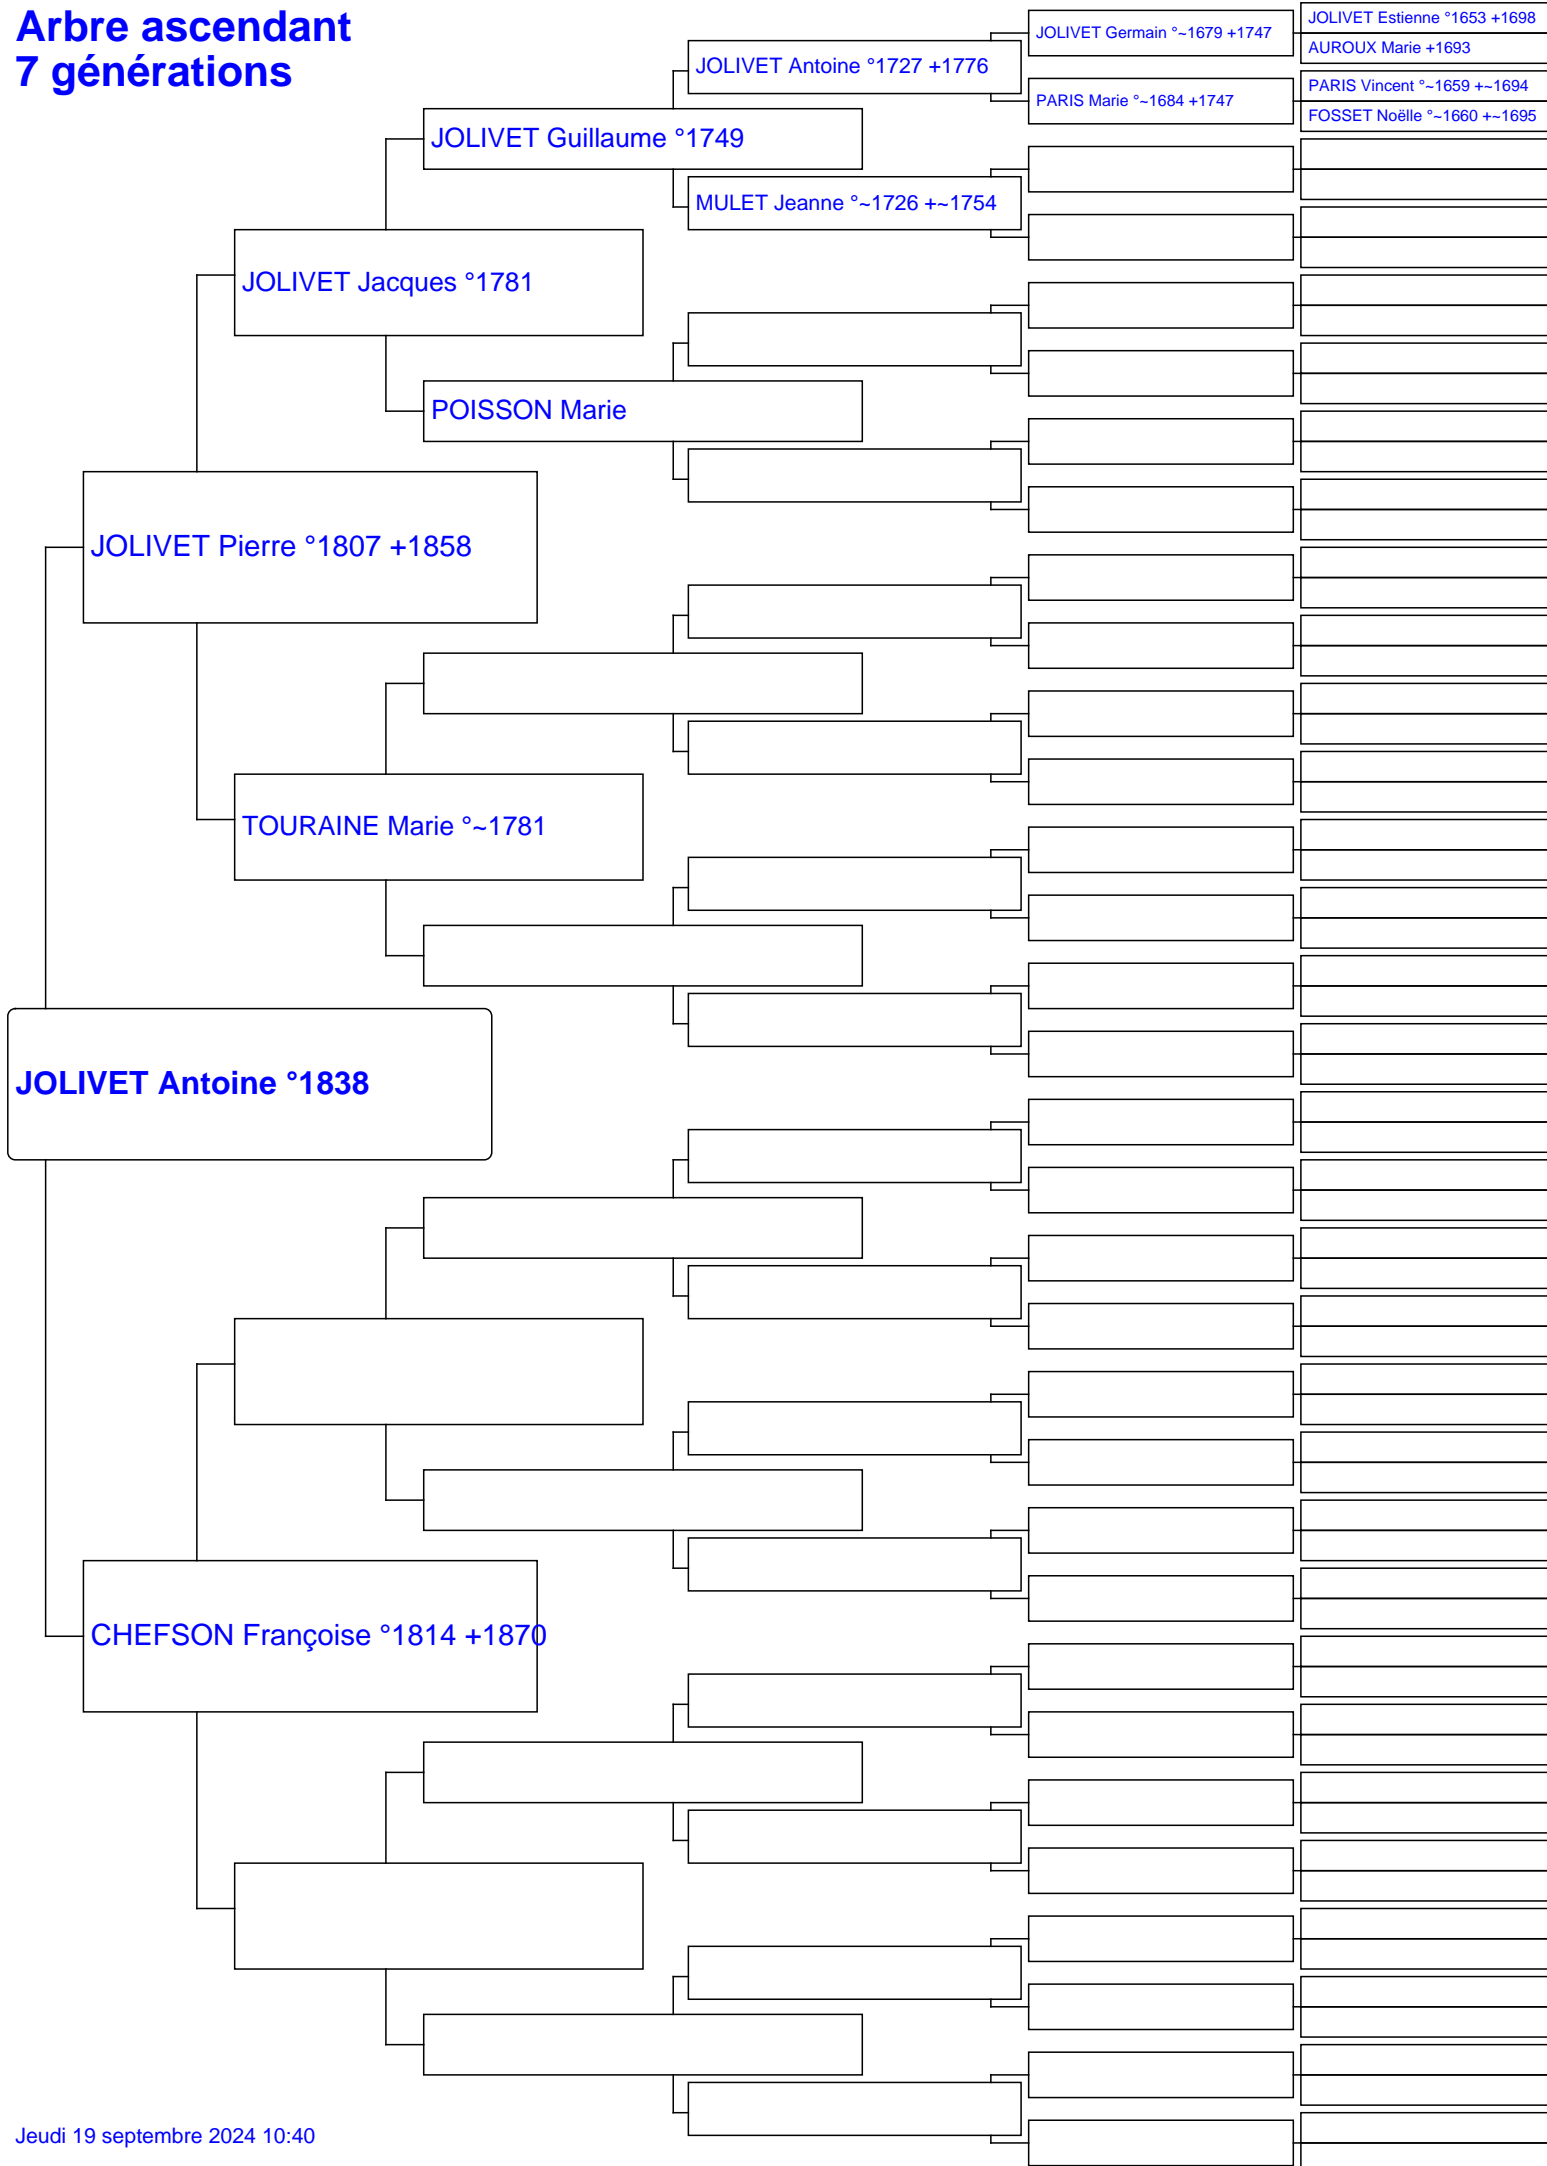 Arbre ascendant
7 générations
JOLIVET Estienne °1653 +1698
JOLIVET Germain °~1679 +1747
AUROUX Marie +1693
JOLIVET Antoine °1727 +1776
PARIS Vincent °~1659 +~1694
PARIS Marie °~1684 +1747
FOSSET Noëlle °~1660 +~1695
JOLIVET Guillaume °1749
MULET Jeanne °~1726 +~1754
JOLIVET Jacques °1781
POISSON Marie
JOLIVET Pierre °1807 +1858
TOURAINE Marie °~1781
JOLIVET Antoine °1838
CHEFSON Françoise °1814 +1870
Jeudi 19 septembre 2024 10:40